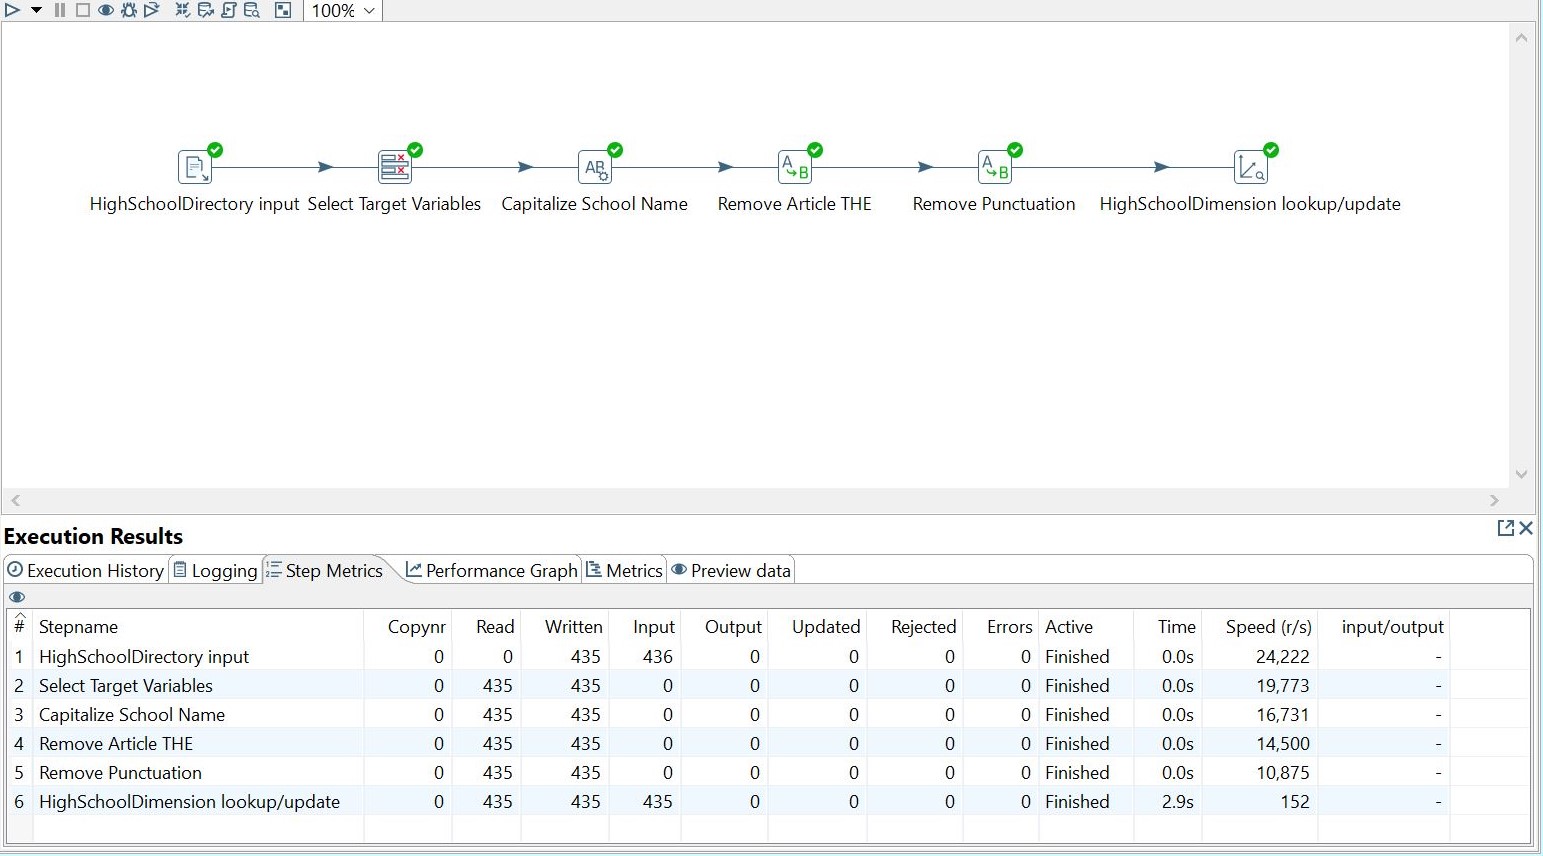 100%
HighSchoolDirectory input Select Target Variables Capitalize School Name Remove Article THE Remove Punctuation HighSchoolDimension lookup/update
Execution Results
Execution History Logging Step Metrics Performance Graph Metrics Preview data
# Stepname Copynr Read Written Input Output Updated Rejected Errors Active Time Speed (r/s) input/output
1 HighSchoolDirectory input 0 0 435 436 0 0 0 0 Finished 0.0s 24,222 -
2 Select Target Variables 0 435 435 0 0 0 0 0 Finished 0.0s 19,773 -
3 Capitalize School Name 0 435 435 0 0 0 0 0 Finished 0.0s 16,731 -
4 Remove Article THE 0 435 435 0 0 0 0 0 Finished 0.0s 14,500 -
5 Remove Punctuation 0 435 435 0 0 0 0 0 Finished 0.0s 10,875 -
6 HighSchoolDimension lookup/update 0 435 435 435 0 0 0 0 Finished 2.9s 152 -